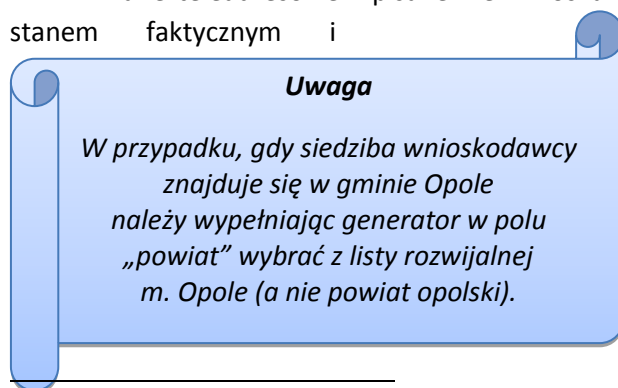 stanem faktycznym i
Uwaga
W przypadku, gdy siedziba wnioskodawcy
znajduje się w gminie Opole
należy wypełniając generator w polu
„powiat” wybrać z listy rozwijalnej
m. Opole (a nie powiat opolski).